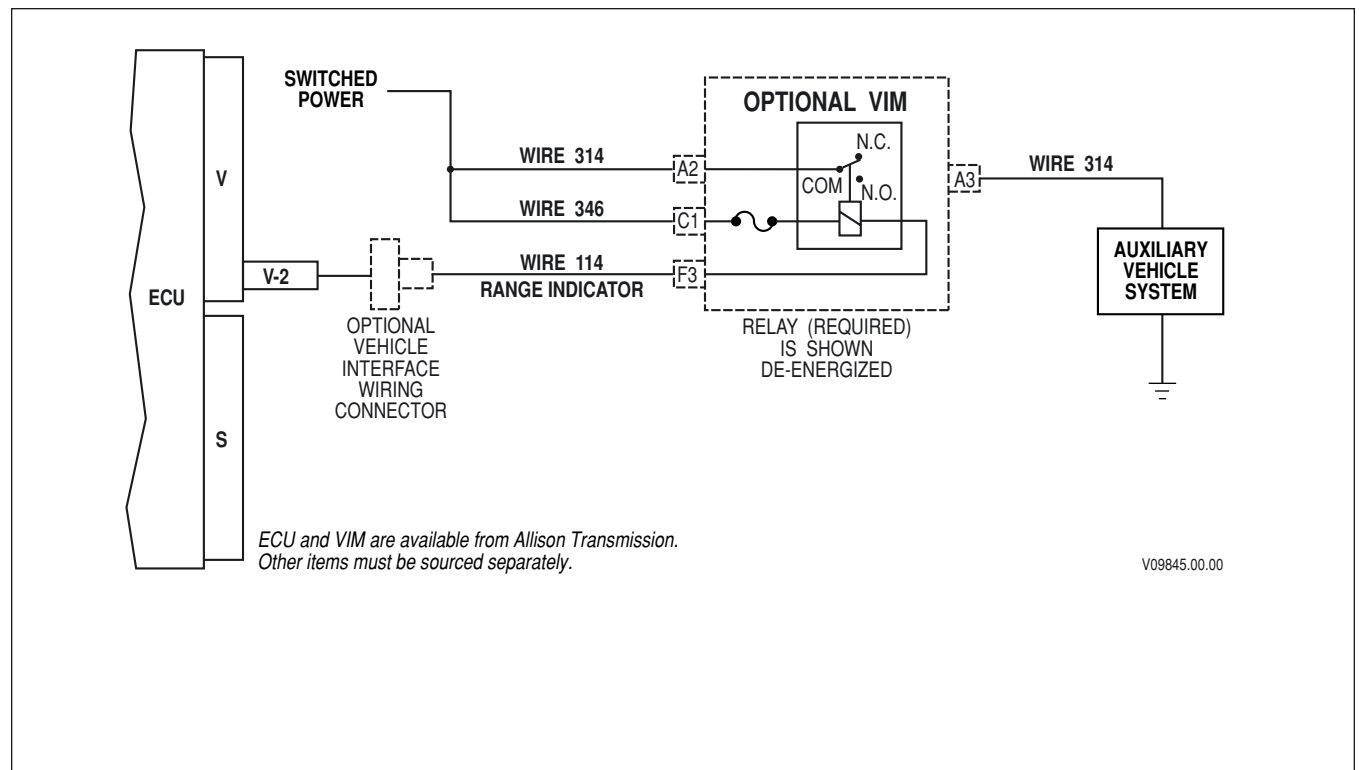 SWITCHED
POWER
OPTIONAL VIM
N.C.
COM
N.O.
WIRE 314
A2
A3
WIRE 314
V
WIRE 346
C1
V-2
WIRE 114
F3
RANGE INDICATOR
ECU
AUXILIARY
VEHICLE
SYSTEM
OPTIONAL
VEHICLE
INTERFACE
WIRING
CONNECTOR
RELAY (REQUIRED)
IS SHOWN
DE-ENERGIZED
S
ECU and VIM are available from Allison Transmission.
Other items must be sourced separately.
V09845.00.00